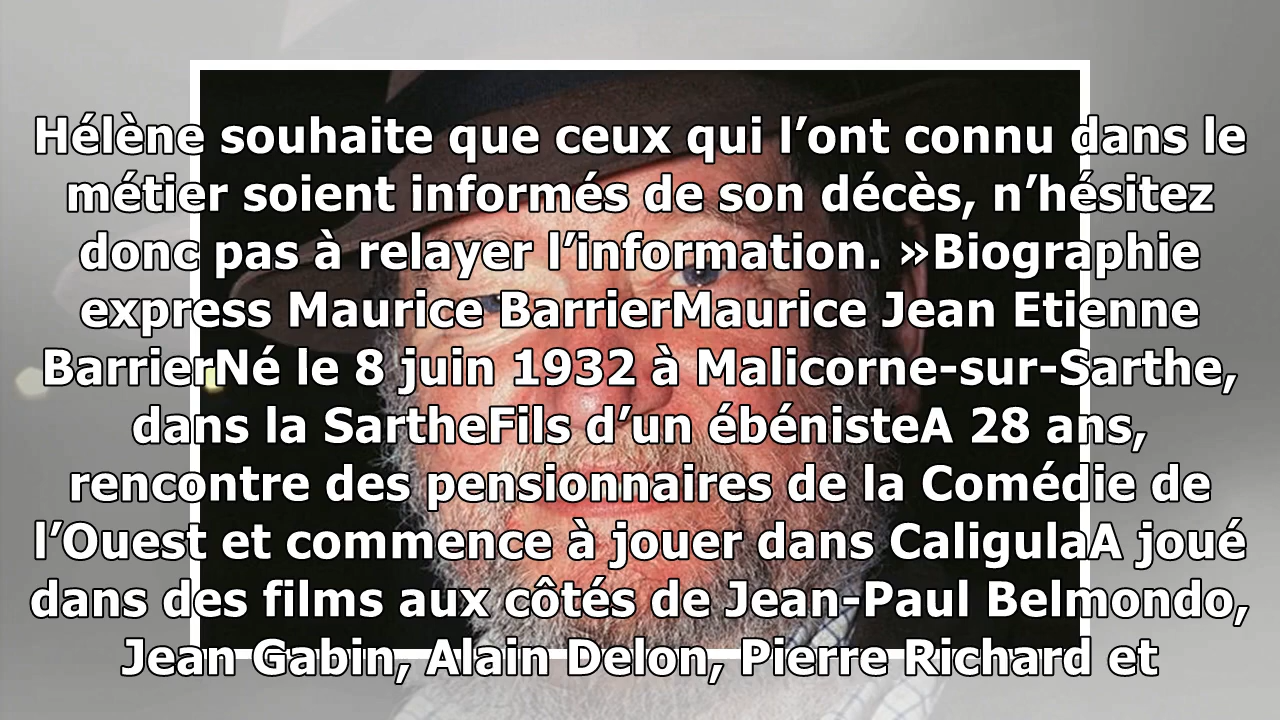 Hélène souhaite que ceux qui l’ont connu dans le
métier soient informés de son décès, n’hésitez
donc pas à relayer l’information. »Biographie
express Maurice BarrierMaurice Jean Etienne
BarrierNé le 8 juin 1932 à Malicorne-sur-Sarthe,
dans la SartheFils d’un ébénisteA 28 ans,
rencontre des pensionnaires de la Comédie de
l’Ouest et commence à jouer dans CaligulaA joué
dans des films aux côtés de Jean-Paul Belmondo,
Jean Gabin, Alain Delon, Pierre Richard et